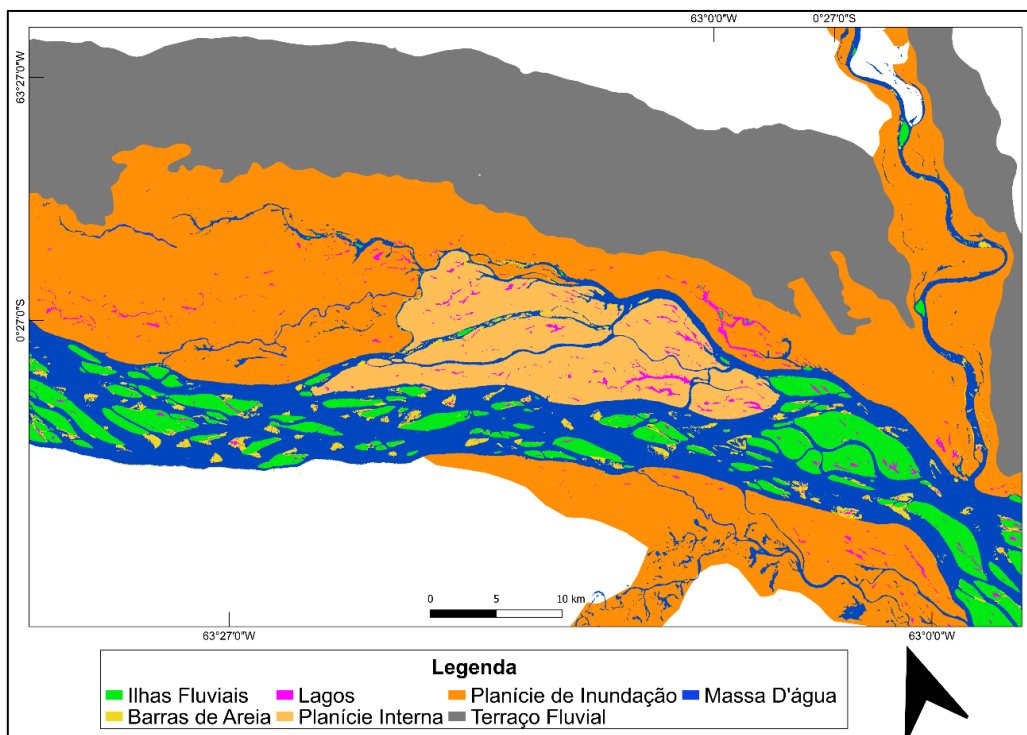 63°0'0"W 0°27'0"S
63°27'0"W
0°27'0"S
0 5 10 km
63°27'0"W 63°0'0"W
Legenda
Ilhas Fluviais Lagos Planície de Inundação Massa D'água
Barras de Areia Planície Interna Terraço Fluvial